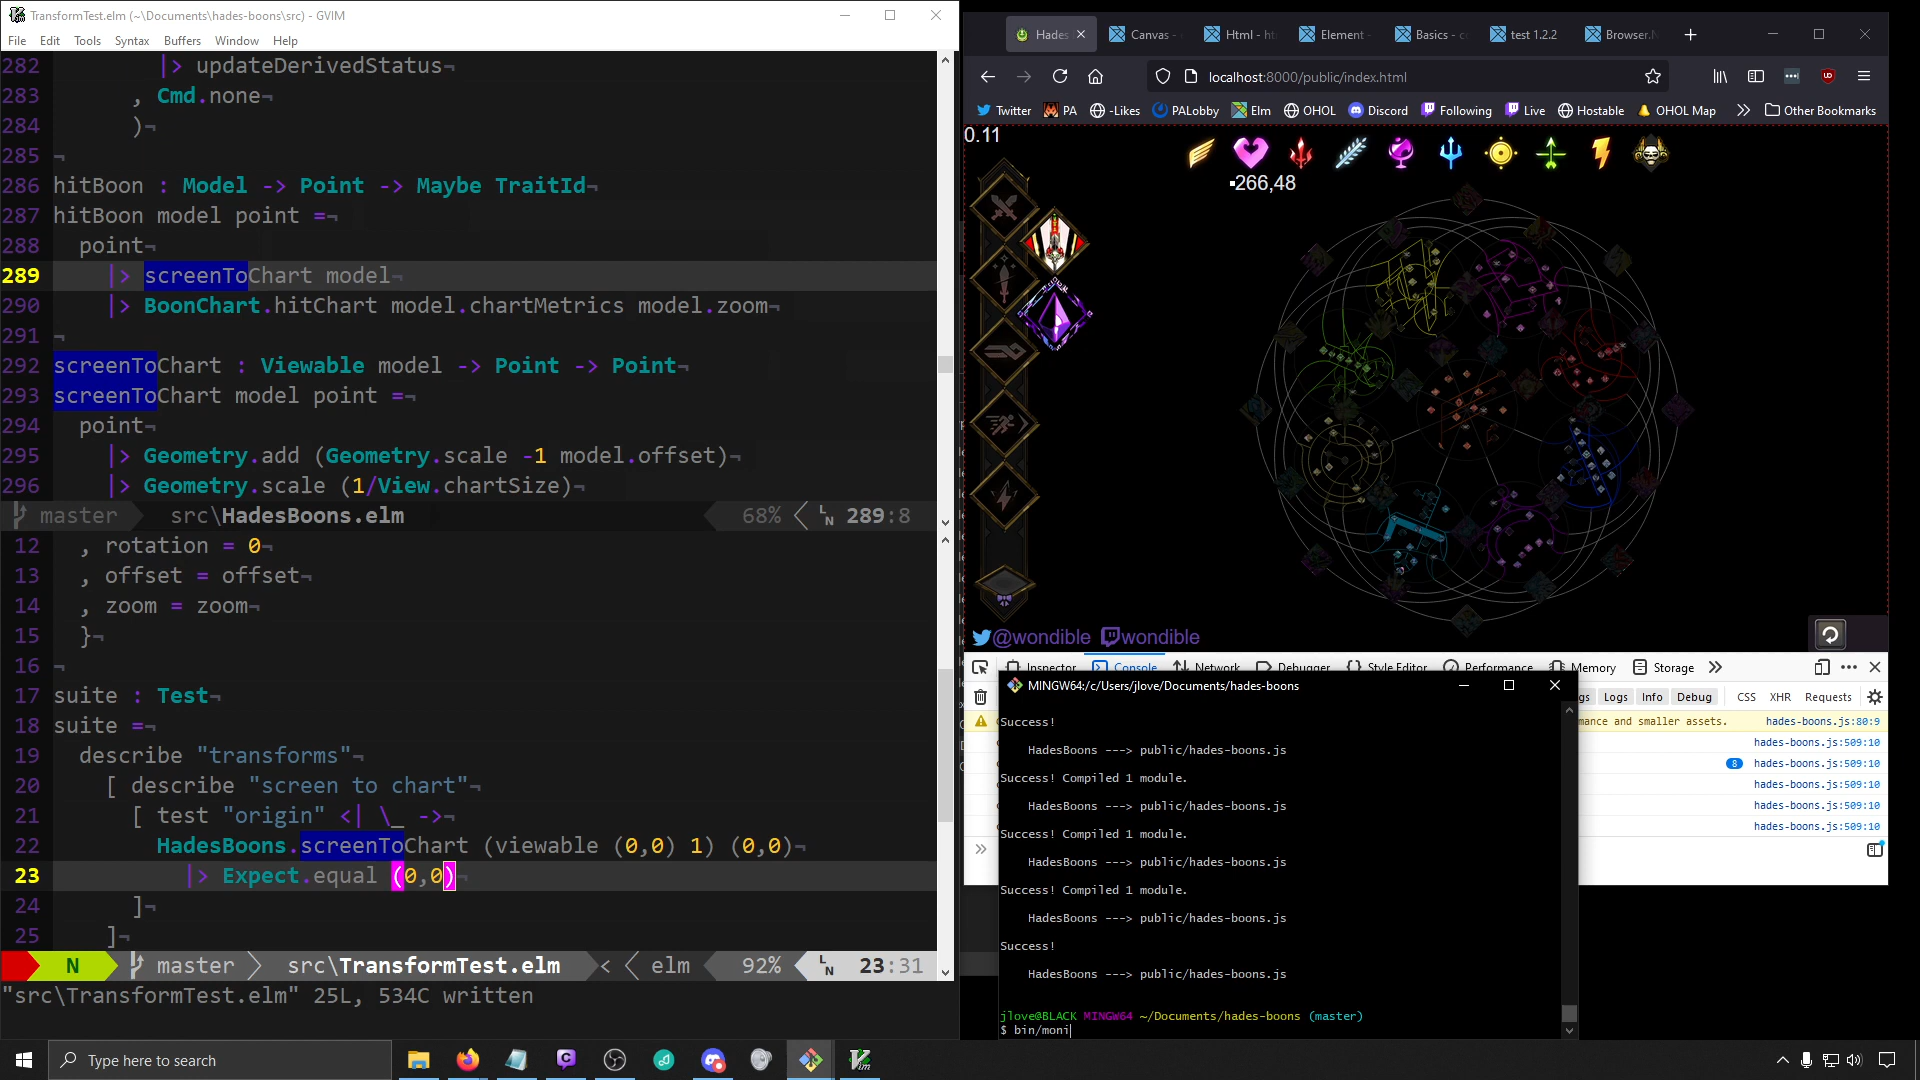 TransformTest.elm (~\Documents\hades-boons\src) - GVIM
File Edit Tools Syntax Buffers Window Help
282 |> updateDerivedStatus¬
283 , Cmd.none¬
284 )¬
285 ¬
286 hitBoon : Model -> Point -> Maybe TraitId¬
287 hitBoon model point =¬
288 point¬
289 |> screenToChart model¬
290 |> BoonChart.hitChart model.chartMetrics model.zoom¬
291 ¬
292 screenToChart : Viewable model -> Point -> Point¬
293 screenToChart model point =¬
294 point¬
295 |> Geometry.add (Geometry.scale -1 model.offset)¬
296 |> Geometry.scale (1/View.chartSize)¬
master src\HadesBoons.elm 68% LN 289:8
12 , rotation = 0¬
13 , offset = offset¬
14 , zoom = zoom¬
15 }¬
16 ¬
17 suite : Test¬
18 suite =¬
19 describe "transforms"¬
20 [ describe "screen to chart"¬
21 [ test "origin" <| \_ ->¬
22 HadesBoons.screenToChart (viewable (0,0) 1) (0,0)¬
23 |> Expect.equal (0,0)¬
24 ]¬
25 ]¬
N master src\TransformTest.elm < elm 92% LN 23:31
"src\TransformTest.elm" 25L, 534C written
Hades Canvas - Html - ht Element - Basics - c test 1.2.2 Browser.N
localhost:8000/public/index.html
Twitter PA -Likes PALobby Elm OHOL Discord Following Live Hostable OHOL Map Other Bookmarks
0.11
-266,48
@wondible wondible
Inspector Console Network Debugger Style Editor Performance Memory Storage
Logs Info Debug CSS XHR Requests
mance and smaller assets. hades-boons.js:80:9
hades-boons.js:509:10
8 hades-boons.js:509:10
hades-boons.js:509:10
hades-boons.js:509:10
hades-boons.js:509:10
MINGW64:/c/Users/jlove/Documents/hades-boons
Success!
HadesBoons ---> public/hades-boons.js
Success! Compiled 1 module.
HadesBoons ---> public/hades-boons.js
Success! Compiled 1 module.
HadesBoons ---> public/hades-boons.js
Success! Compiled 1 module.
HadesBoons ---> public/hades-boons.js
Success!
HadesBoons ---> public/hades-boons.js
jlove@BLACK MINGW64 ~/Documents/hades-boons (master)
$ bin/moni
Type here to search